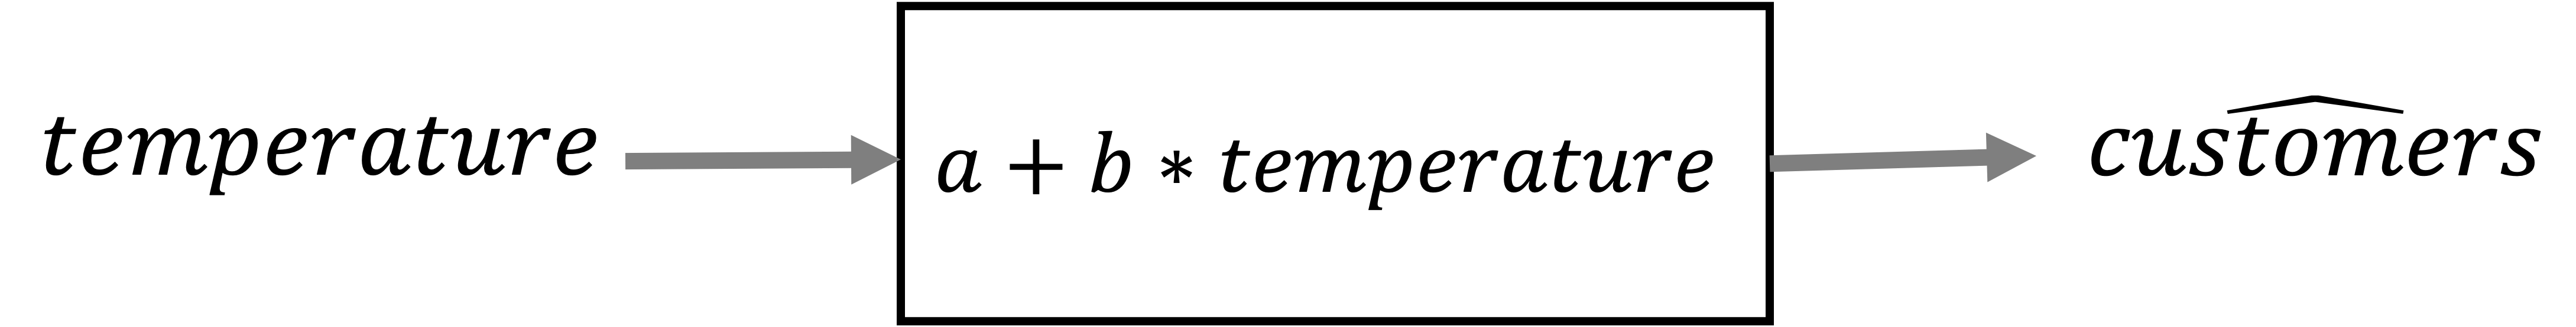 temperature
a + b * temperature
customers